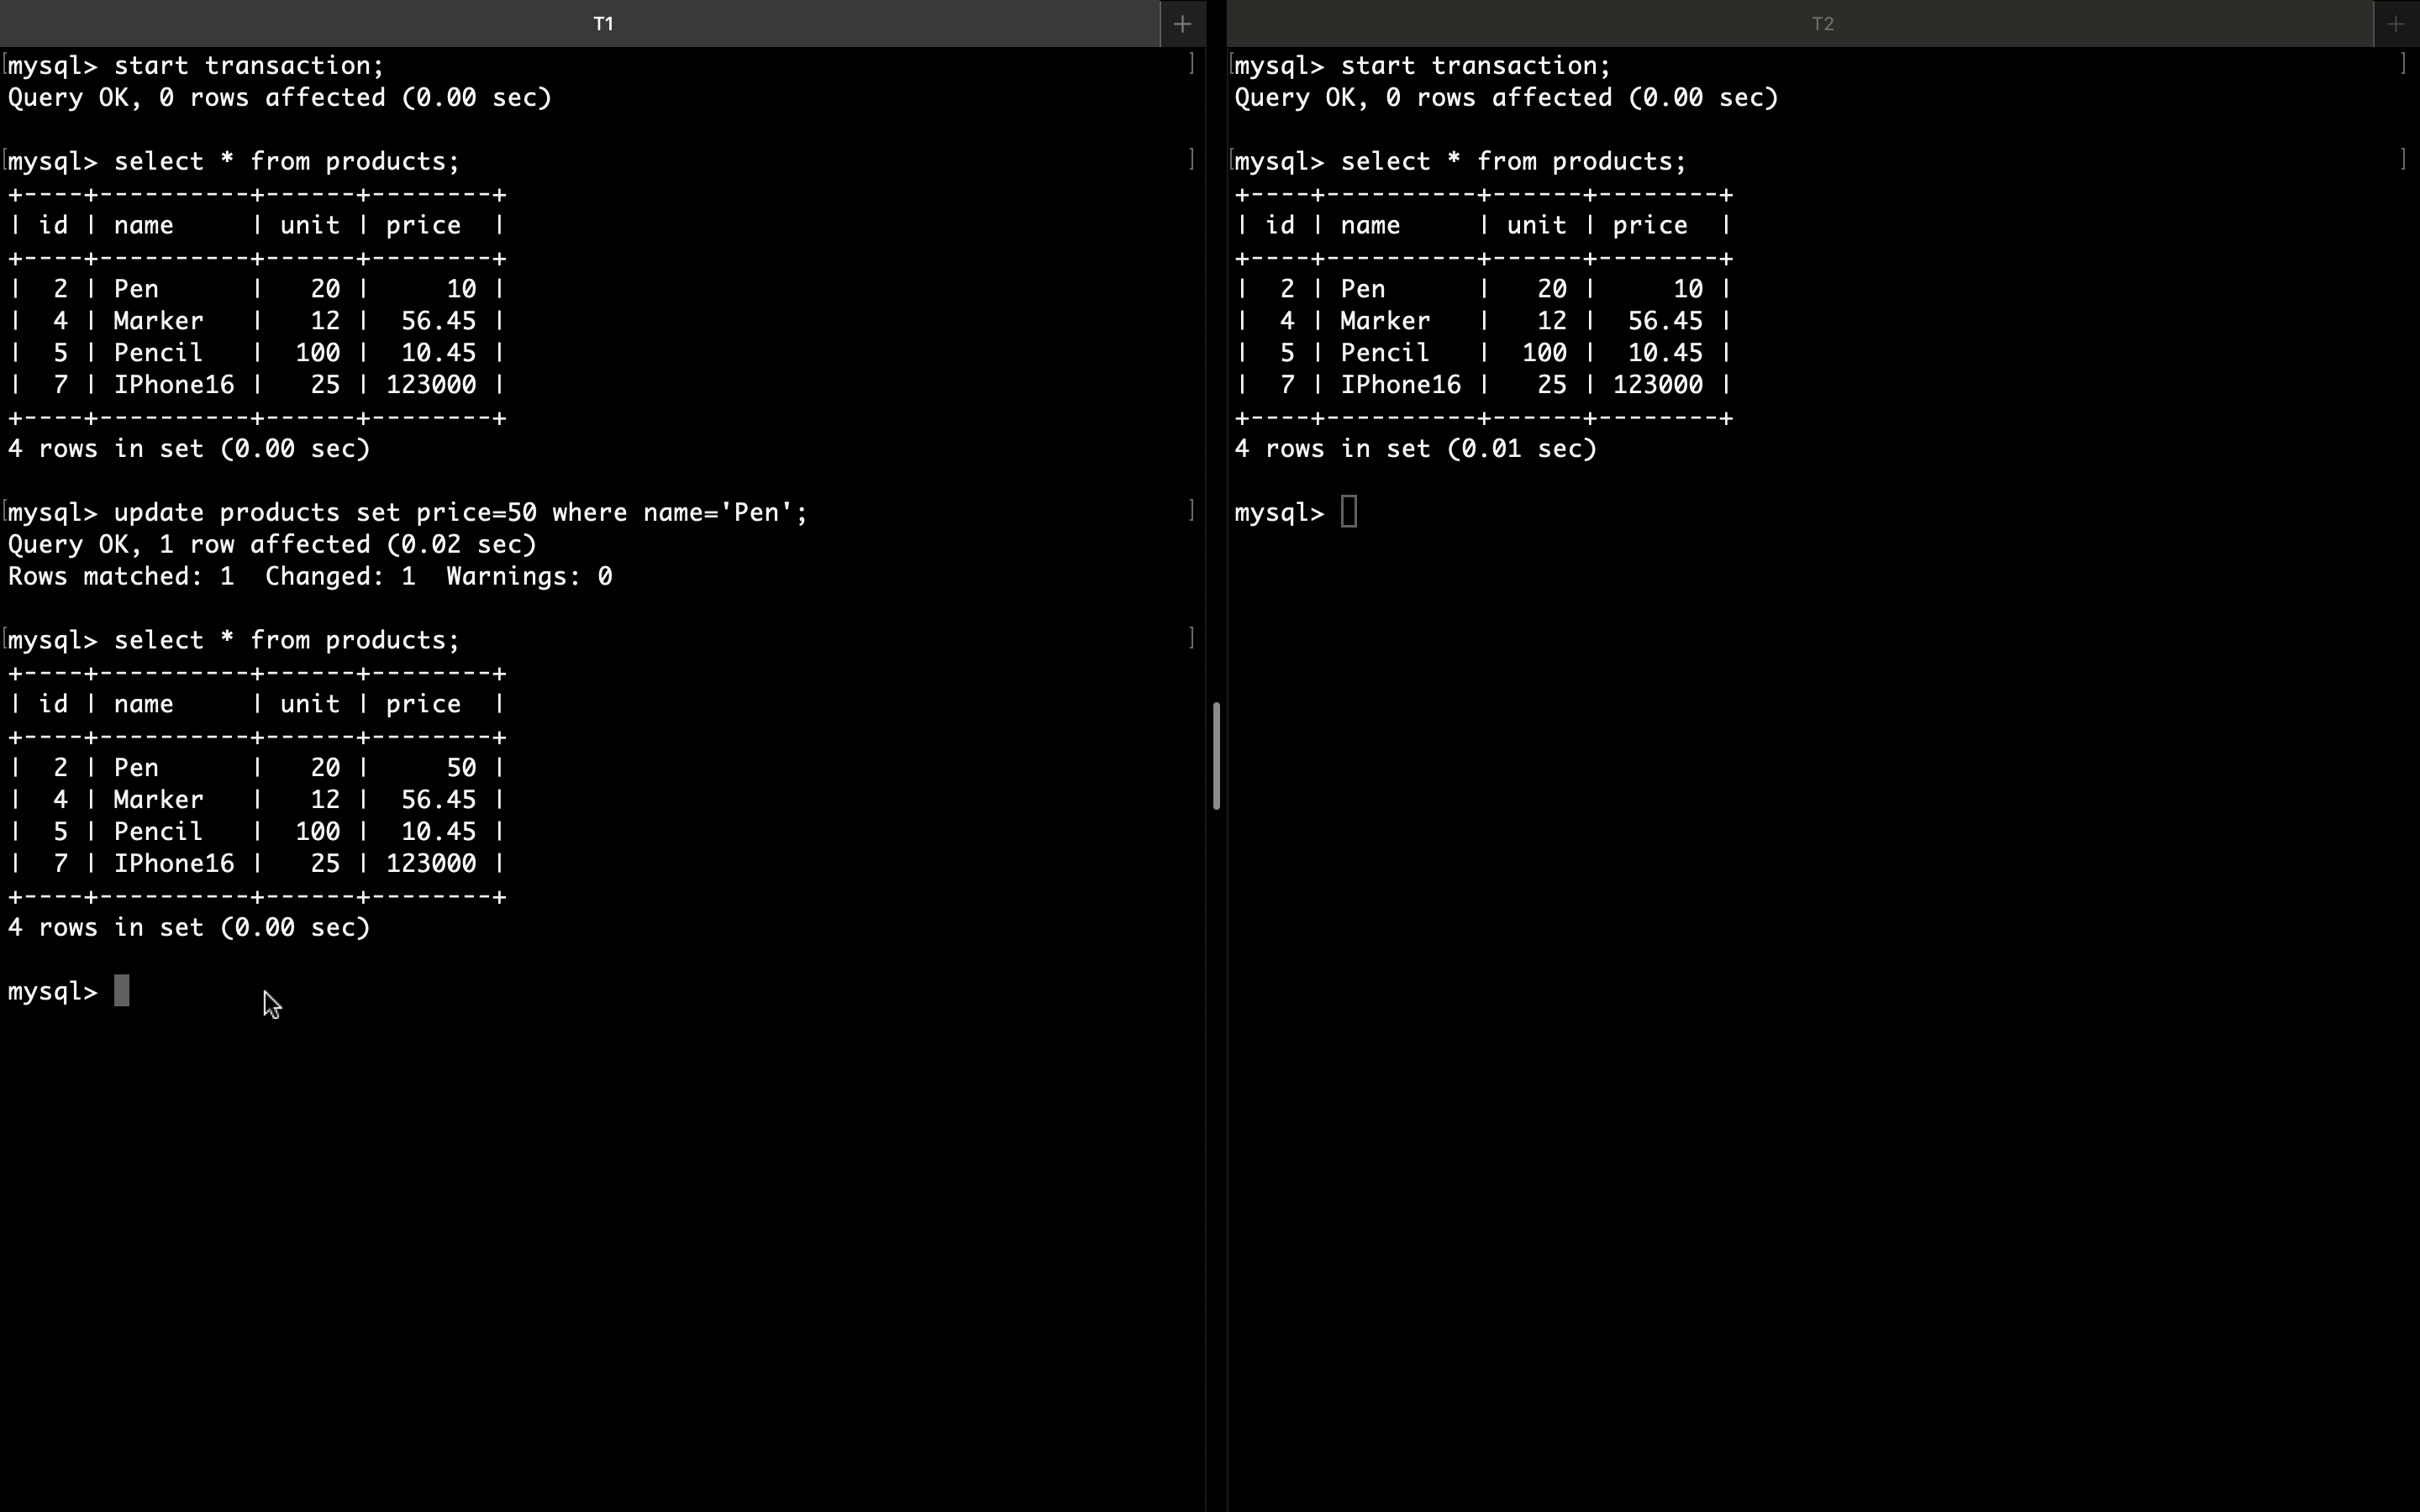 T1
mysql> start transaction;
Query OK, 0 rows affected (0.00 sec)
mysql> select * from products;
+----+----------+------+--------+
| id | name     | unit | price  |
+----+----------+------+--------+
|  2 | Pen      |   20 |     10 |
|  4 | Marker   |   12 |  56.45 |
|  5 | Pencil   |  100 |  10.45 |
|  7 | IPhone16 |   25 | 123000 |
+----+----------+------+--------+
4 rows in set (0.00 sec)
mysql> update products set price=50 where name='Pen';
Query OK, 1 row affected (0.02 sec)
Rows matched: 1  Changed: 1  Warnings: 0
mysql> select * from products;
+----+----------+------+--------+
| id | name     | unit | price  |
+----+----------+------+--------+
|  2 | Pen      |   20 |     50 |
|  4 | Marker   |   12 |  56.45 |
|  5 | Pencil   |  100 |  10.45 |
|  7 | IPhone16 |   25 | 123000 |
+----+----------+------+--------+
4 rows in set (0.00 sec)
mysql>
T2
mysql> start transaction;
Query OK, 0 rows affected (0.00 sec)
mysql> select * from products;
+----+----------+------+--------+
| id | name     | unit | price  |
+----+----------+------+--------+
|  2 | Pen      |   20 |     10 |
|  4 | Marker   |   12 |  56.45 |
|  5 | Pencil   |  100 |  10.45 |
|  7 | IPhone16 |   25 | 123000 |
+----+----------+------+--------+
4 rows in set (0.01 sec)
mysql>